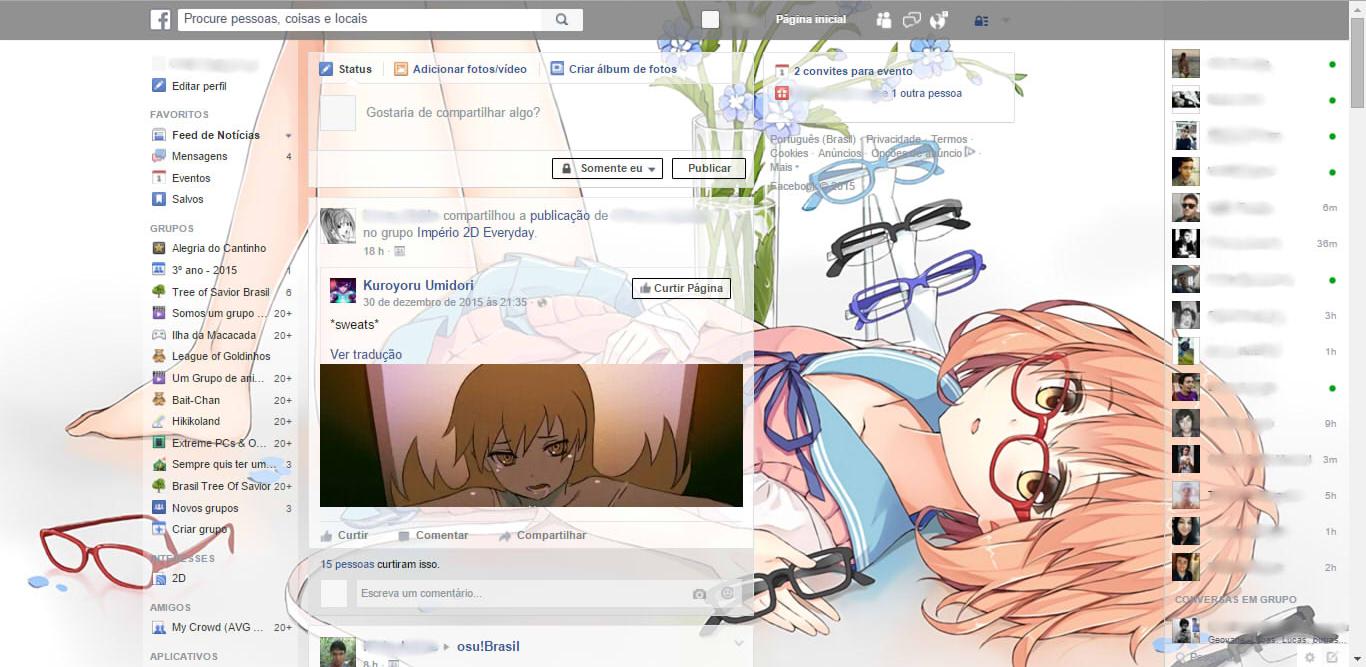 Procure pessoas, coisas e locais
Página inicial
Editar perfil
FAVORITOS
Feed de Notícias
Mensagens 4
Eventos
Salvos
GRUPOS
Alegria do Cantinho
3º ano - 2015 1
Tree of Savior Brasil 6
Somos um grupo ... 20+
Ilha da Macacada 20+
League of Goldinhos
Um Grupo de ani... 20+
Bait-Chan 20+
Hikikoland 20+
Extreme PCs & O... 20+
Sempre quis ter um... 3
Brasil Tree Of Savior 20+
Novos grupos 3
Criar grupo
INTERESSES
2D
AMIGOS
My Crowd (AVG ... 20+
APLICATIVOS
Status
Adicionar fotos/vídeo
Criar álbum de fotos
Gostaria de compartilhar algo?
Somente eu
Publicar
compartilhou a publicação de
no grupo Império 2D Everyday.
18 h ·
Kuroyoru Umidori
30 de dezembro de 2015 às 21:35 ·
Curtir Página
*sweats*
Ver tradução
Curtir Comentar Compartilhar
15 pessoas curtiram isso.
Escreva um comentário...
osu!Brasil
8 h ·
1
2 convites para evento
e 1 outra pessoa
Português (Brasil) · Privacidade · Termos ·
Cookies · Anúncios · Opções de anúncio ·
Mais
Facebook © 2015
6m
36m
3h
1h
9h
3m
5h
1h
2h
CONVERSAS EM GRUPO
Lucas, outras...